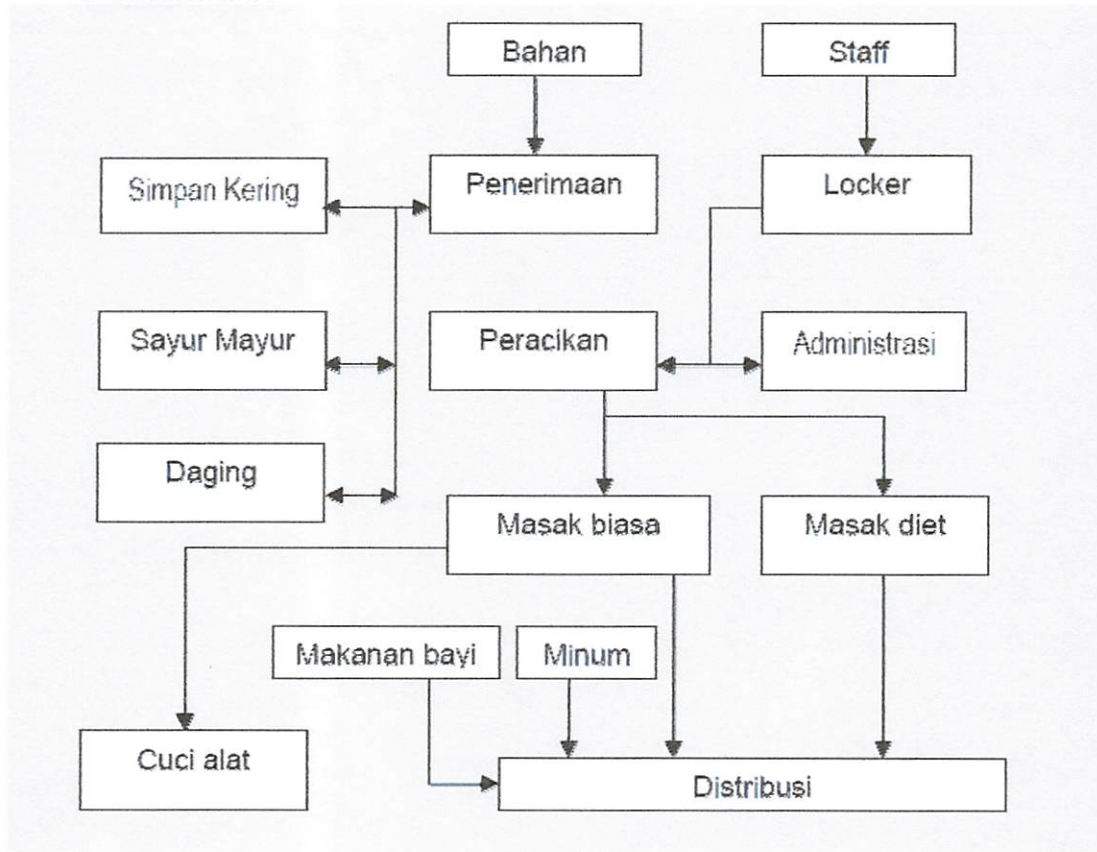 Bahan
Staff
Simpan Kering
Penerimaan
Locker
Sayur Mayur
Peracikan
Administrasi
Daging
Masak biasa
Masak diet
Makanan bayi
Minum
Cuci alat
Distribusi